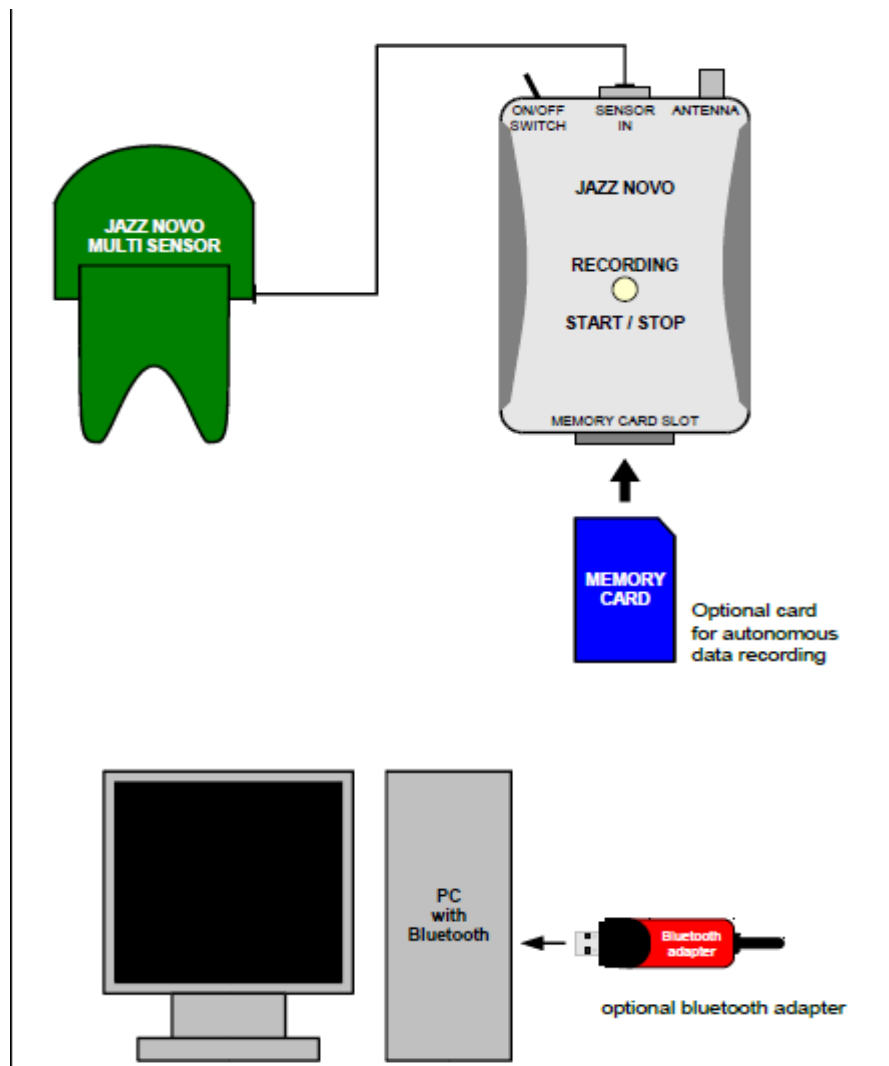 ON/OFF
SWITCH
SENSOR
IN
ANTENNA
JAZZ NOVO
MULTI SENSOR
JAZZ NOVO
RECORDING
START / STOP
MEMORY CARD SLOT
MEMORY
CARD
Optional card
for autonomous
data recording
PC
with
Bluetooth
Bluetooth
adapter
optional bluetooth adapter